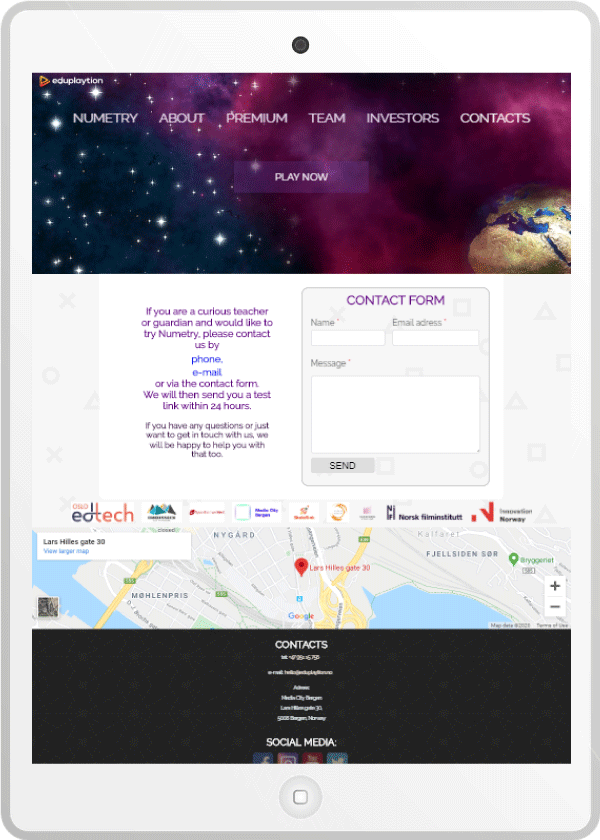 eduplaytion
NUMETRY ABOUT PREMIUM TEAM INVESTORS CONTACTS
PLAY NOW
If you are a curious teacher
or guardian and would like to
try Numetry, please contact
us by
phone,
e-mail
or via the contact form.
We will then send you a test
link within 24 hours.
If you have any questions or just
want to get in touch with us, we
will be happy to help you with
that too.
CONTACT FORM
Name * Email adress *
Message *
SEND
OSLO
edtech
Media City
Bergen
Norsk filminstitutt
Innovation
Norway
Lars Hilles gate 30
View larger map
NYGÅRD
Kalfaret
FJELLSIDEN SØR
Bryggeriet
Lars Hilles gate 30
MØHLENPRIS
585
Google
Map data ©2023 Terms of Use
CONTACTS
e-mail: hello@eduplaytion.no
Adress:
Media City Bergen
Lars Hilles gate 30,
5008 Bergen, Norway
SOCIAL MEDIA: